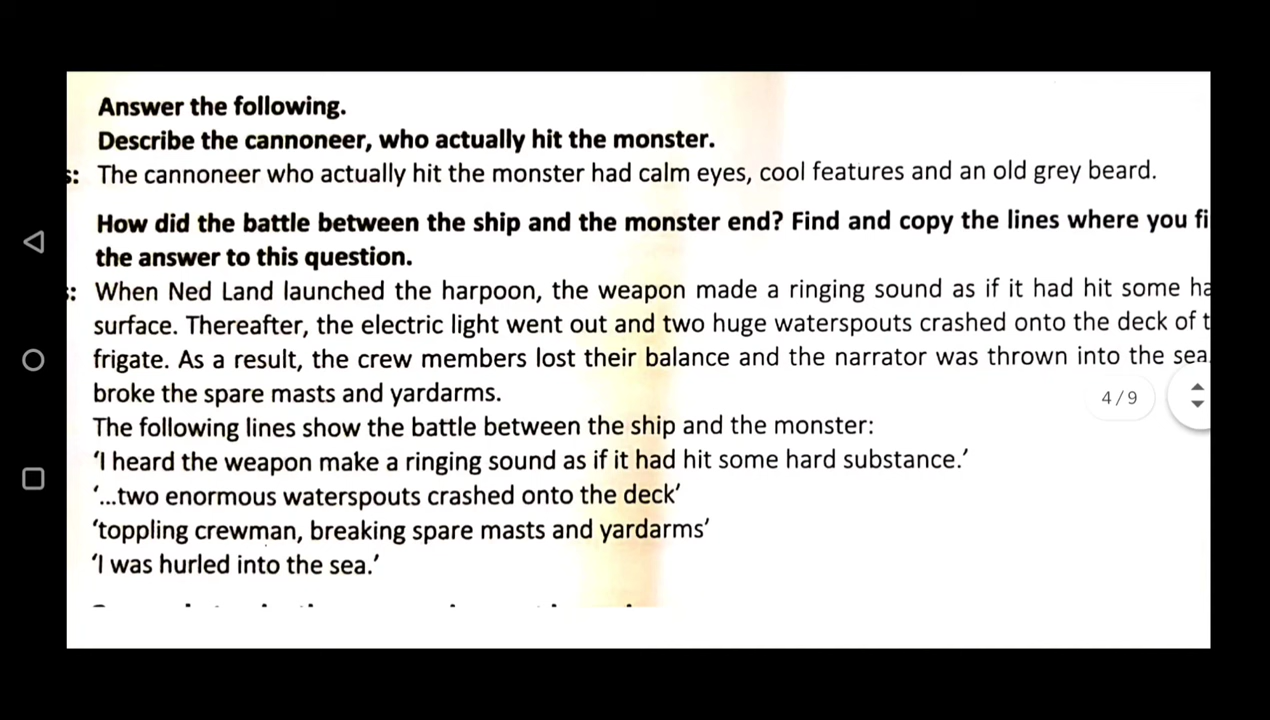 Answer the following.
Describe the cannoneer, who actually hit the monster.
s: The cannoneer who actually hit the monster had calm eyes, cool features and an old grey beard.
How did the battle between the ship and the monster end? Find and copy the lines where you fi
the answer to this question.
s: When Ned Land launched the harpoon, the weapon made a ringing sound as if it had hit some ha
surface. Thereafter, the electric light went out and two huge waterspouts crashed onto the deck of t
frigate. As a result, the crew members lost their balance and the narrator was thrown into the sea.
broke the spare masts and yardarms.
4/9
The following lines show the battle between the ship and the monster:
‘I heard the weapon make a ringing sound as if it had hit some hard substance.’
‘...two enormous waterspouts crashed onto the deck’
‘toppling crewman, breaking spare masts and yardarms’
‘I was hurled into the sea.’